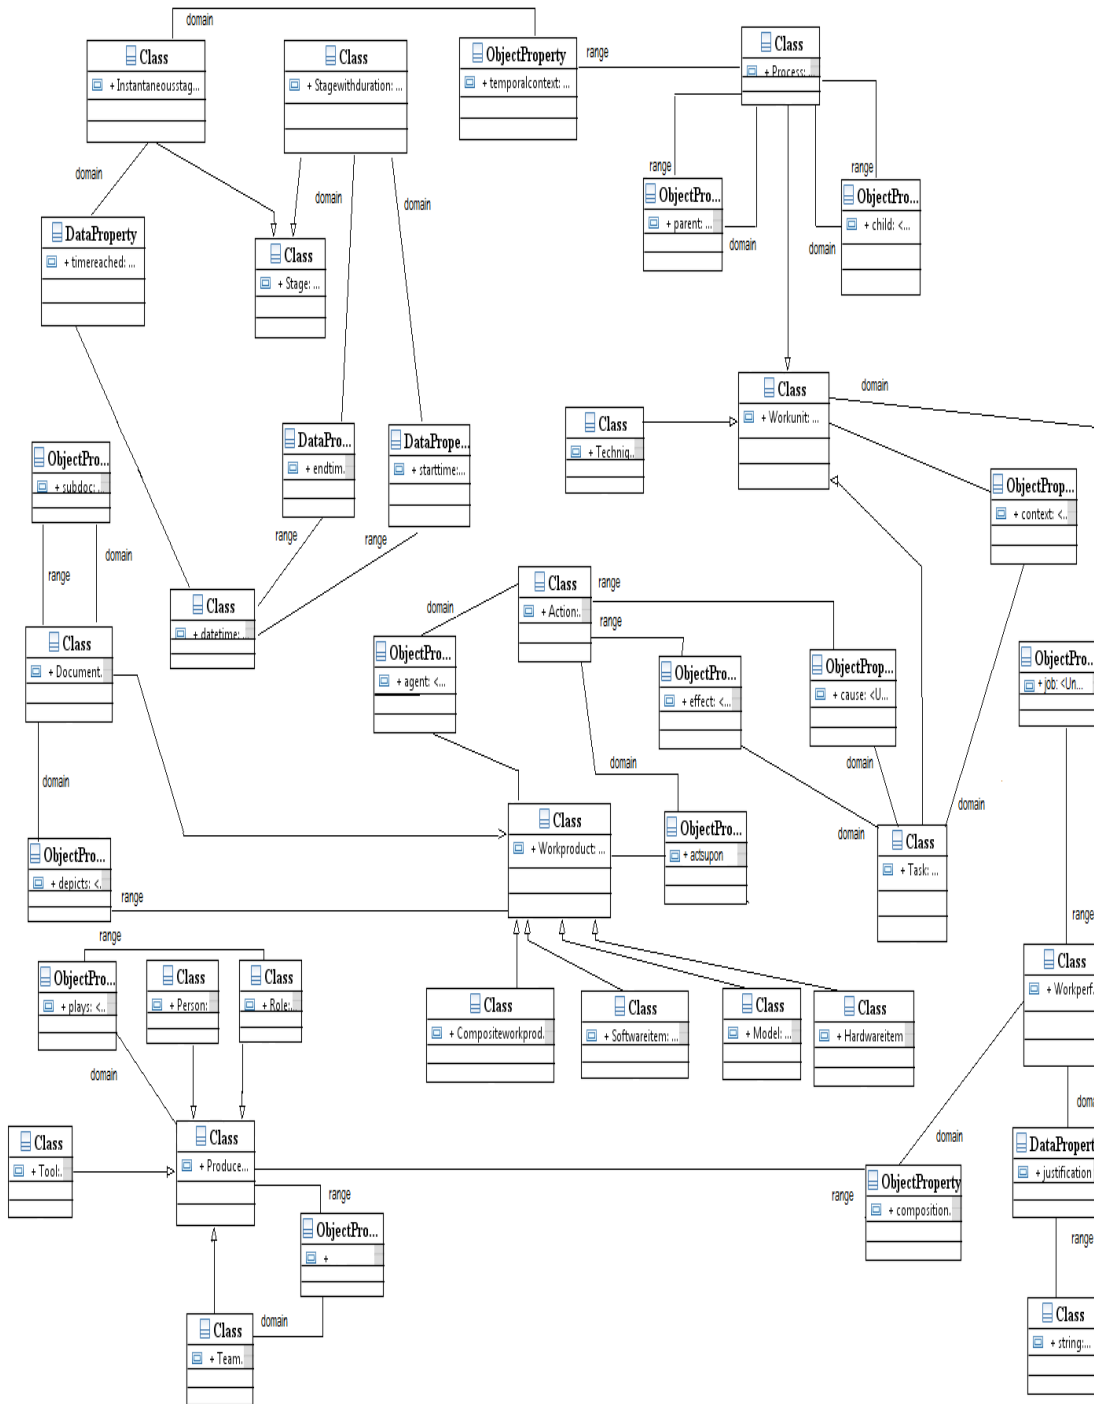 domain
Class
+ Instantaneousstag...
Class
+ Stagewithduration: ...
ObjectProperty
+ temporalcontext: ...
range
Class
+ Process: ...
domain
domain
domain
range
range
ObjectPro...
+ parent: ...
ObjectPro...
+ child: <...
domain
domain
DataProperty
+ timereached: ...
Class
+ Stage: ...
Class
+ Workunit: ...
domain
Class
+ Techniq..
DataPro...
+ endtim..
DataPrope...
+ starttime:...
ObjectPro...
+ subdoc: ...
ObjectProp...
+ context: <..
range
domain
range
range
Class
+ datetime: ...
Class
+ Document..
domain
Class
+ Action:..
range
range
ObjectPro...
+ agent: <...
ObjectPro...
+ effect: <...
ObjectProp...
+ cause: <U...
ObjectPro...
+ job: <Un...
domain
domain
domain
domain
domain
Class
+ Workproduct: ...
ObjectPro...
+ actsupon
Class
+ Task: ...
ObjectPro...
+ depicts: <..
range
range
range
ObjectPro...
+ plays: <..
Class
+ Person:
Class
+ Role:...
Class
+ Workperf..
Class
+ Compositeworkprod..
Class
+ Softwareitem: ...
Class
+ Model: ...
Class
+ Hardwareitem
domain
doma
Class
+ Tool:..
Class
+ Produce...
domain
DataPropert
+ justification
ObjectProperty
+ composition..
range
range
range
ObjectPro...
+
domain
Class
+ Team..
Class
+ string:...